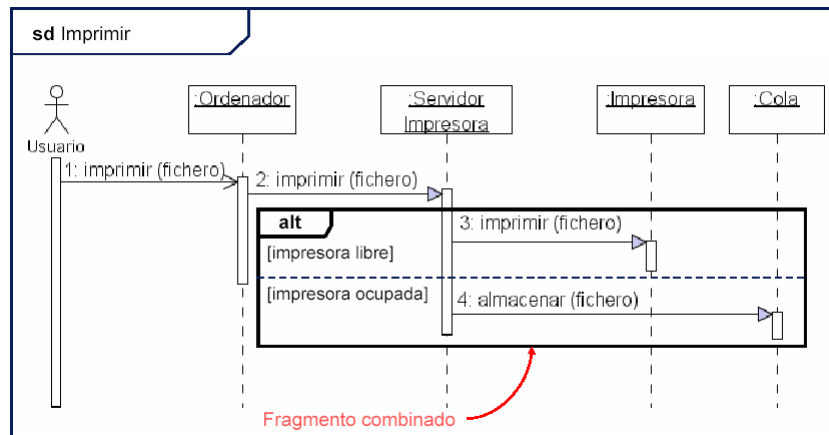 sd Imprimir
:Ordenador
:Servidor
Impresora
:Impresora
:Cola
Usuario
1: imprimir (fichero)
2: imprimir (fichero)
alt
3: imprimir (fichero)
[impresora libre]
[impresora ocupada]
4: almacenar (fichero)
Fragmento combinado